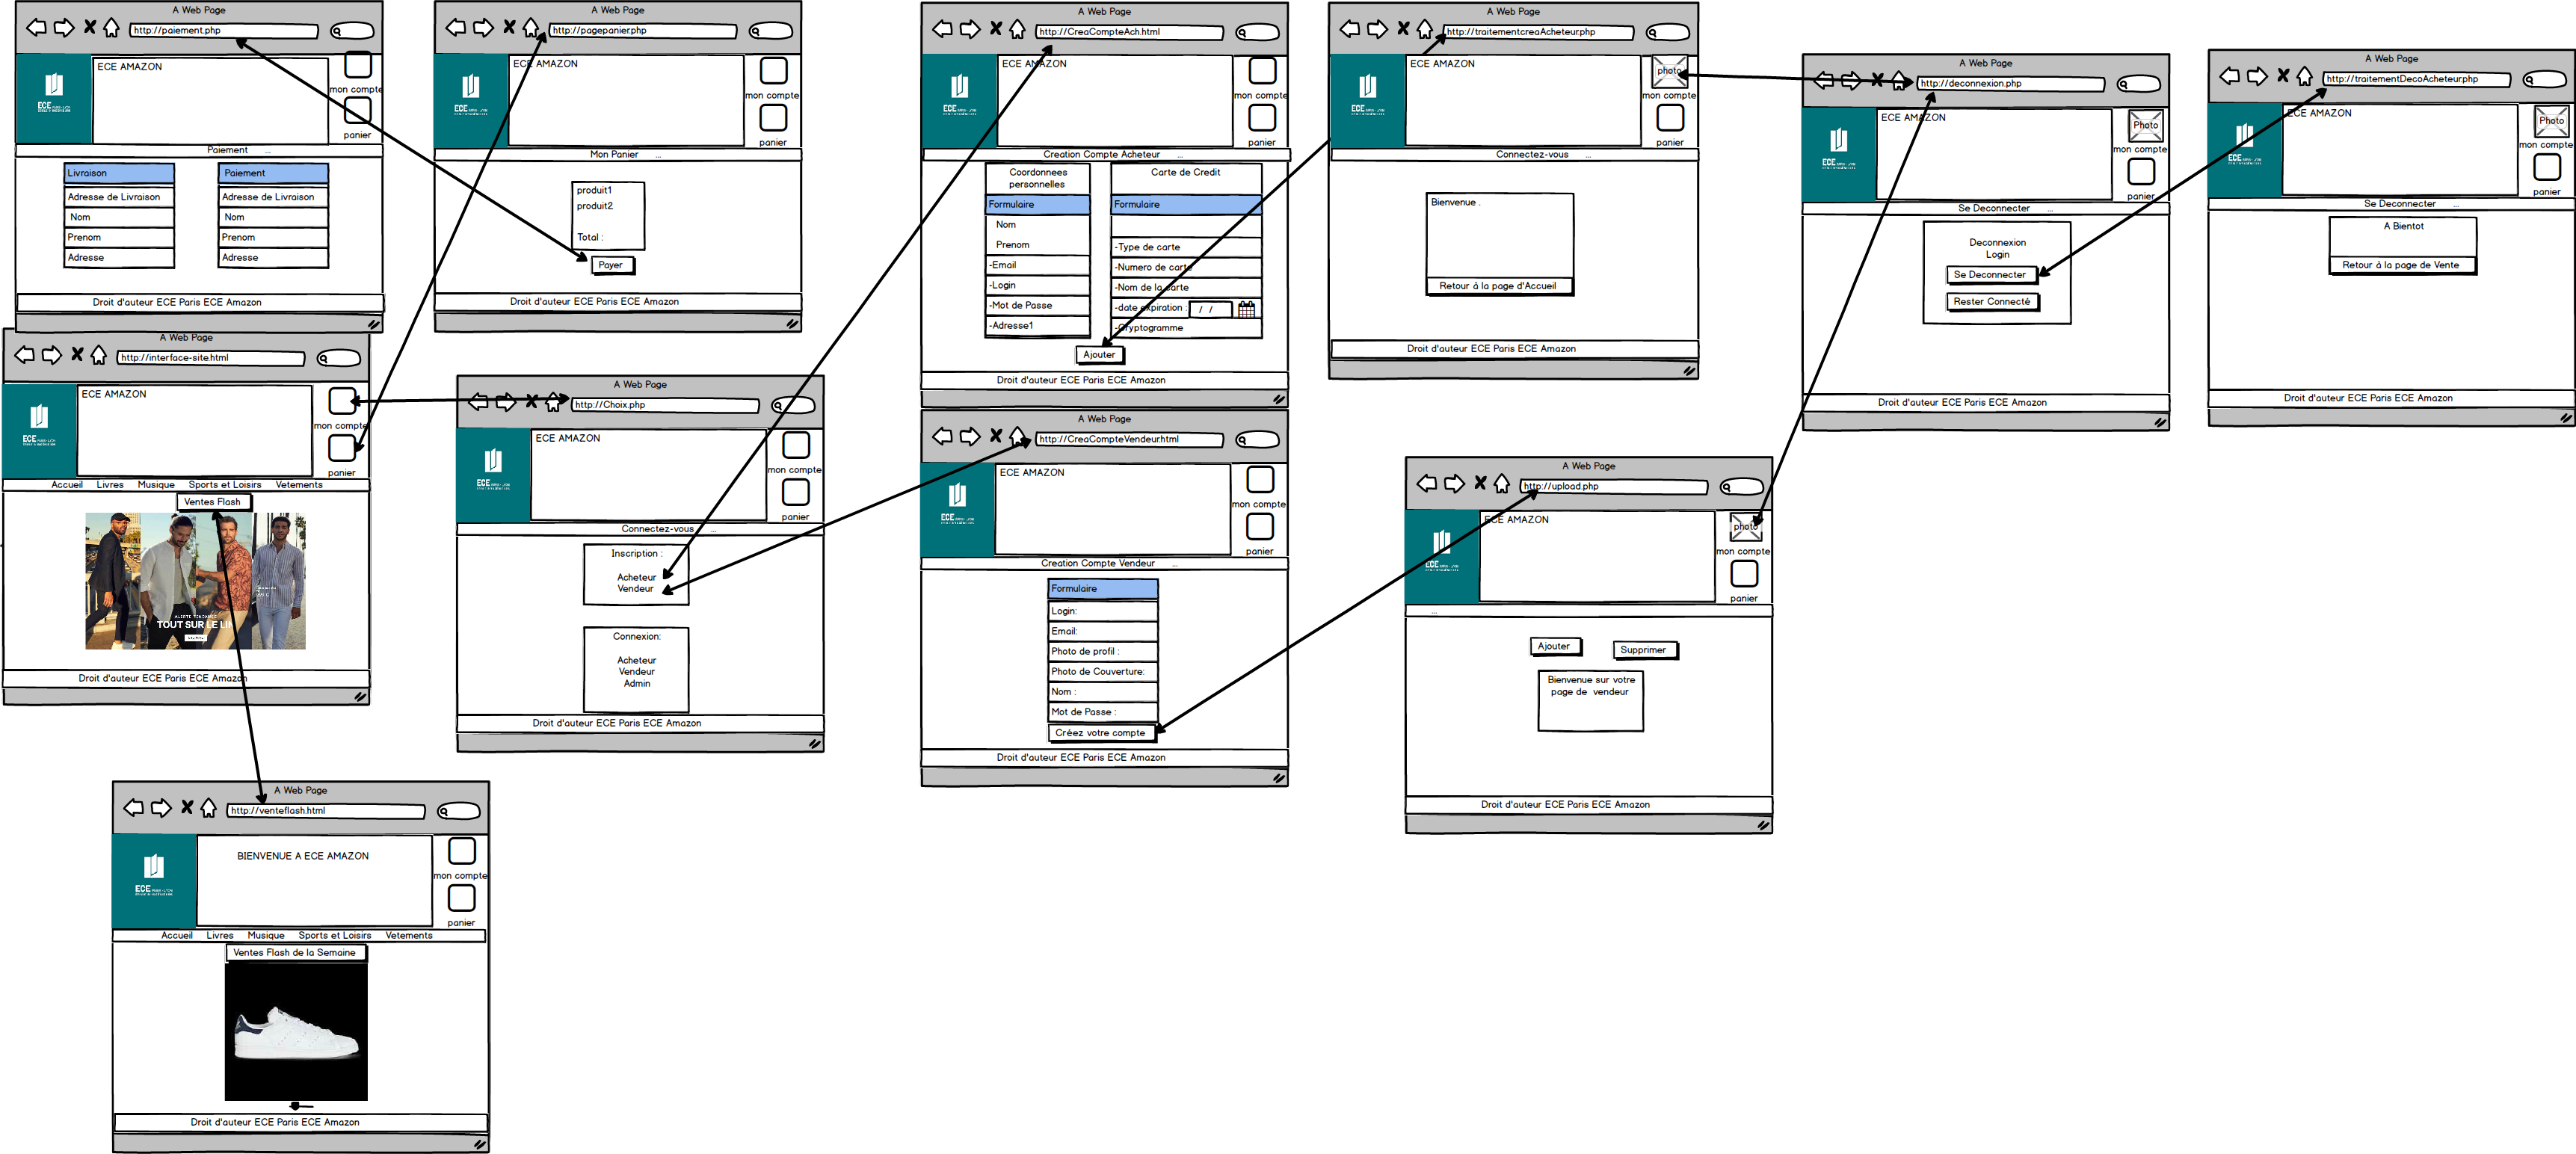 A Web Page
http://paiement.php
ECE
ECE AMAZON
mon compte
panier
Paiement ...
Livraison
Adresse de Livraison
Nom
Prenom
Adresse
Paiement
Adresse de Livraison
Nom
Prenom
Adresse
Droit d'auteur ECE Paris ECE Amazon
A Web Page
http://pagepanier.php
ECE
ECE AMAZON
mon compte
panier
Mon Panier ...
produit1
produit2
Total :
Payer
Droit d'auteur ECE Paris ECE Amazon
A Web Page
http://CreaCompteAch.html
ECE
ECE AMAZON
mon compte
panier
Creation Compte Acheteur ...
Coordonnees
personnelles
Formulaire
Nom
Prenom
-Email
-Login
-Mot de Passe
-Adresse1
Carte de Credit
Formulaire
-Type de carte
-Numero de carte
-Nom de la carte
-date expiration : / /
-Cryptogramme
Ajouter
Droit d'auteur ECE Paris ECE Amazon
A Web Page
http://traitementcreaAcheteur.php
ECE
ECE AMAZON
photo
mon compte
panier
Connectez-vous ...
Bienvenue .
Retour à la page d'Accueil
Droit d'auteur ECE Paris ECE Amazon
A Web Page
http://deconnexion.php
ECE
ECE AMAZON
Photo
mon compte
panier
Se Deconnecter ...
Deconnexion
Login
Se Deconnecter
Rester Connecté
Droit d'auteur ECE Paris ECE Amazon
A Web Page
http://traitementDecoAcheteur.php
ECE
ECE AMAZON
Photo
mon compte
panier
Se Deconnecter ...
A Bientot
Retour à la page de Vente
Droit d'auteur ECE Paris ECE Amazon
A Web Page
http://interface-site.html
ECE
ECE AMAZON
mon compte
panier
Accueil Livres Musique Sports et Loisirs Vetements
Ventes Flash
ALERTE TENDANCE
TOUT SUR LE LIN
Droit d'auteur ECE Paris ECE Amazon
A Web Page
http://Choix.php
ECE
ECE AMAZON
mon compte
panier
Connectez-vous ...
Inscription :
Acheteur
Vendeur
Connexion:
Acheteur
Vendeur
Admin
Droit d'auteur ECE Paris ECE Amazon
A Web Page
http://CreaCompteVendeur.html
ECE
ECE AMAZON
mon compte
panier
Creation Compte Vendeur ...
Formulaire
Login:
Email:
Photo de profil :
Photo de Couverture:
Nom :
Mot de Passe :
Créez votre compte
Droit d'auteur ECE Paris ECE Amazon
A Web Page
http://upload.php
ECE
ECE AMAZON
photo
mon compte
panier
...
Ajouter
Supprimer
Bienvenue sur votre
page de vendeur
Droit d'auteur ECE Paris ECE Amazon
A Web Page
http://venteflash.html
ECE
BIENVENUE A ECE AMAZON
mon compte
panier
Accueil Livres Musique Sports et Loisirs Vetements
Ventes Flash de la Semaine
Droit d'auteur ECE Paris ECE Amazon